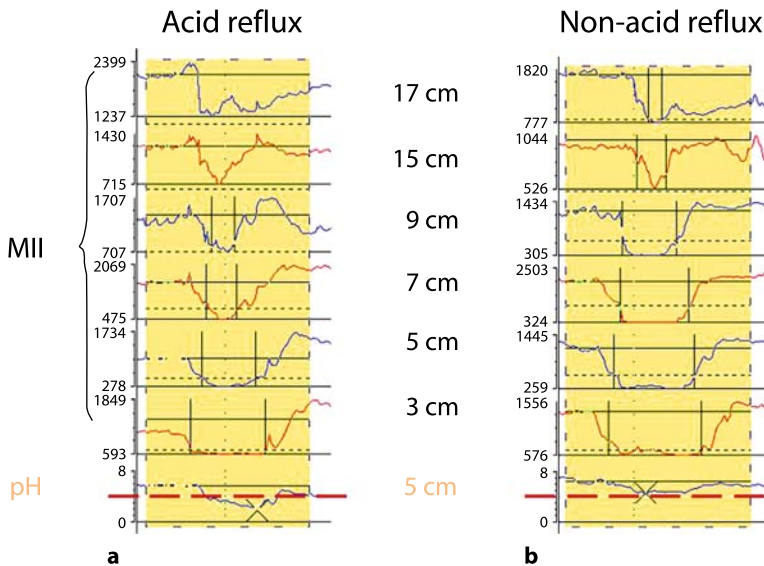 Acid reflux
Non-acid reflux
2399
1237
17 cm
1820
777
1430
715
15 cm
1044
526
1707
707
9 cm
1434
305
MII
2069
475
7 cm
2503
324
1734
278
5 cm
1445
259
1849
593
3 cm
1556
576
pH
8
0
5 cm
8
0
a
b